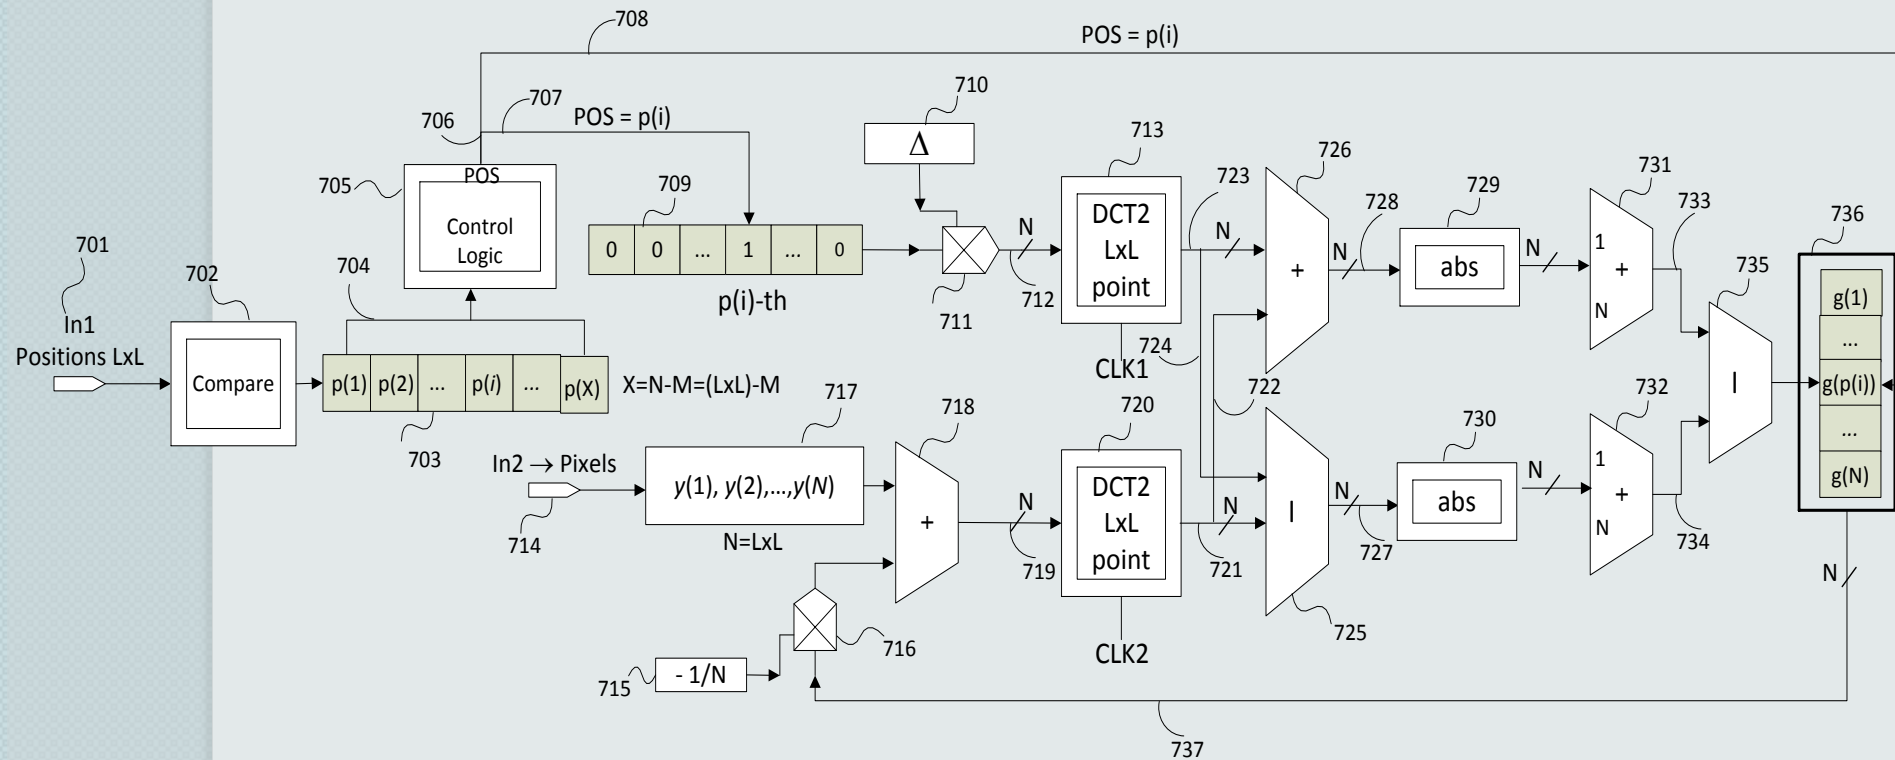 708
POS = p(i)
710
707
706
POS = p(i)
713
726
Δ
705
POS
Control
Logic
709
0 0 ... 1 ... 0
p(i)-th
711
N
712
DCT2
LxL
point
CLK1
723
N
+
N
728
729
abs
N
731
1
+
N
733
735
736
701
In1
Positions LxL
702
Compare
704
p(1) p(2) ... p(i) ... p(X)
703
X=N-M=(LxL)-M
724
722
I
g(1)
...
g(p(i))
...
g(N)
In2 → Pixels
714
717
y(1), y(2),...,y(N)
N=LxL
718
+
N
719
720
DCT2
LxL
point
CLK2
N
721
I
725
N
727
730
abs
N
732
1
+
N
734
N
715
- 1/N
716
737